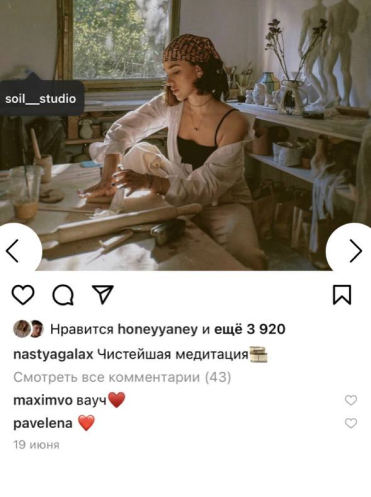 soil__studio
Нравится honeyyaney и ещё 3 920
nastyagalax Чистейшая медитация
Смотреть все комментарии (43)
maximvo вауч❤️
pavelena ❤️
19 июня